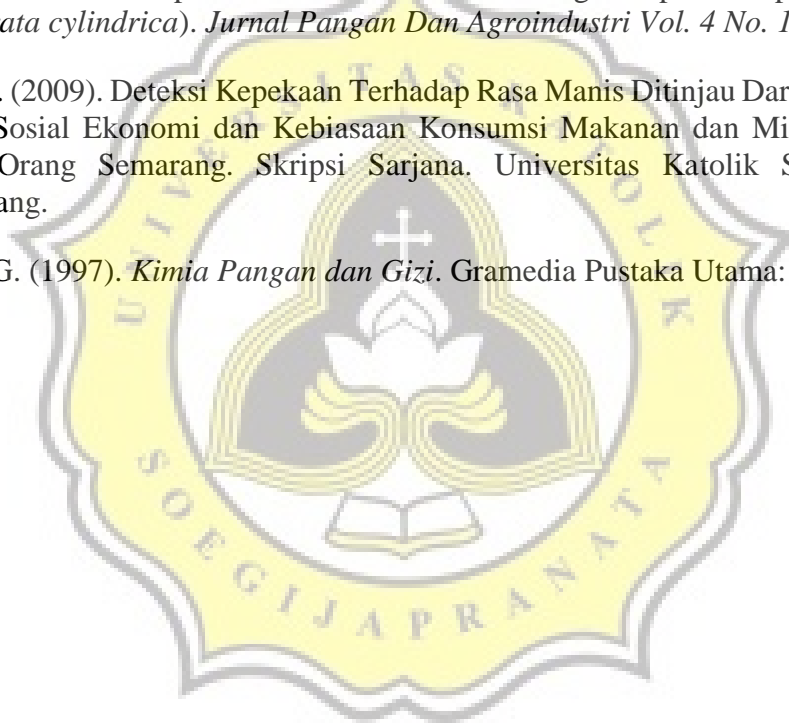 ata cylindrica). Jurnal Pangan Dan Agroindustri Vol. 4 No. 1
. (2009). Deteksi Kepekaan Terhadap Rasa Manis Ditinjau Dar
Sosial Ekonomi dan Kebiasaan Konsumsi Makanan dan Mi
Orang Semarang. Skripsi Sarjana. Universitas Katolik S
ang.
G. (1997). Kimia Pangan dan Gizi. Gramedia Pustaka Utama:
UNIVERSITAS KATOLIK
SOEGIJAPRANATA